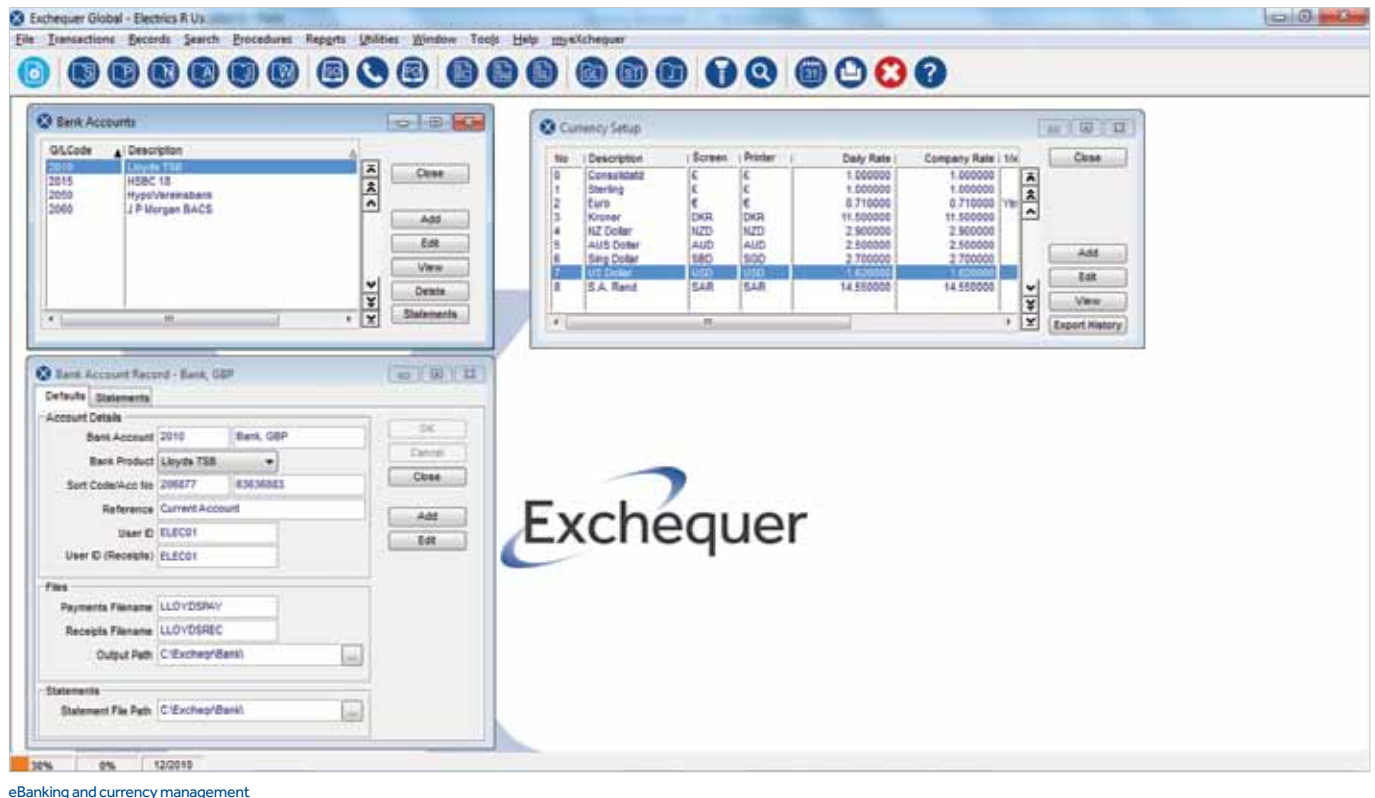 Exchequer Global - Electrics R Us
File Transactions Records Search Procedures Reports Utilities Window Tools Help myeXchequer
Bank Accounts
G/LCode Description
2010 Lloyds TSB
2015 HSBC 18
2050 HypoVereinsbank
2060 J P Morgan BACS
Close
Add
Edit
View
Delete
Statements
Currency Setup
No Description Screen Printer Daily Rate Company Rate
0 Consolidatd £ £ 1.000000 1.000000
1 Sterling £ £ 1.000000 1.000000
2 Euro € € 0.710000 0.710000
3 Kroner DKR DKR 11.500000 11.500000
4 NZ Dollar NZD NZD 2.900000 2.900000
5 AUS Dollar AUD AUD 2.500000 2.500000
6 Sing Dollar SBD SGD 2.700000 2.700000
7 US Dollar USD USD 1.620000 1.620000
8 S.A. Rand SAR SAR 14.550000 14.550000
Close
Add
Edit
View
Export History
Bank Account Record - Bank, GBP
Defaults Statements
Account Details
Bank Account 2010 Bank, GBP
Bank Product Lloyds TSB
Sort Code/Acc No 206877 63636863
Reference Current Account
User ID ELEC01
User ID (Receipts) ELEC01
Files
Payments Filename LLOYDSPAY
Receipts Filename LLOYDSREC
Output Path C:\Excheqr\Bank\
Statements
Statement File Path C:\Excheqr\Bank\
OK
Cancel
Close
Add
Edit
Exchequer
30% 0% 12/2010
eBanking and currency management